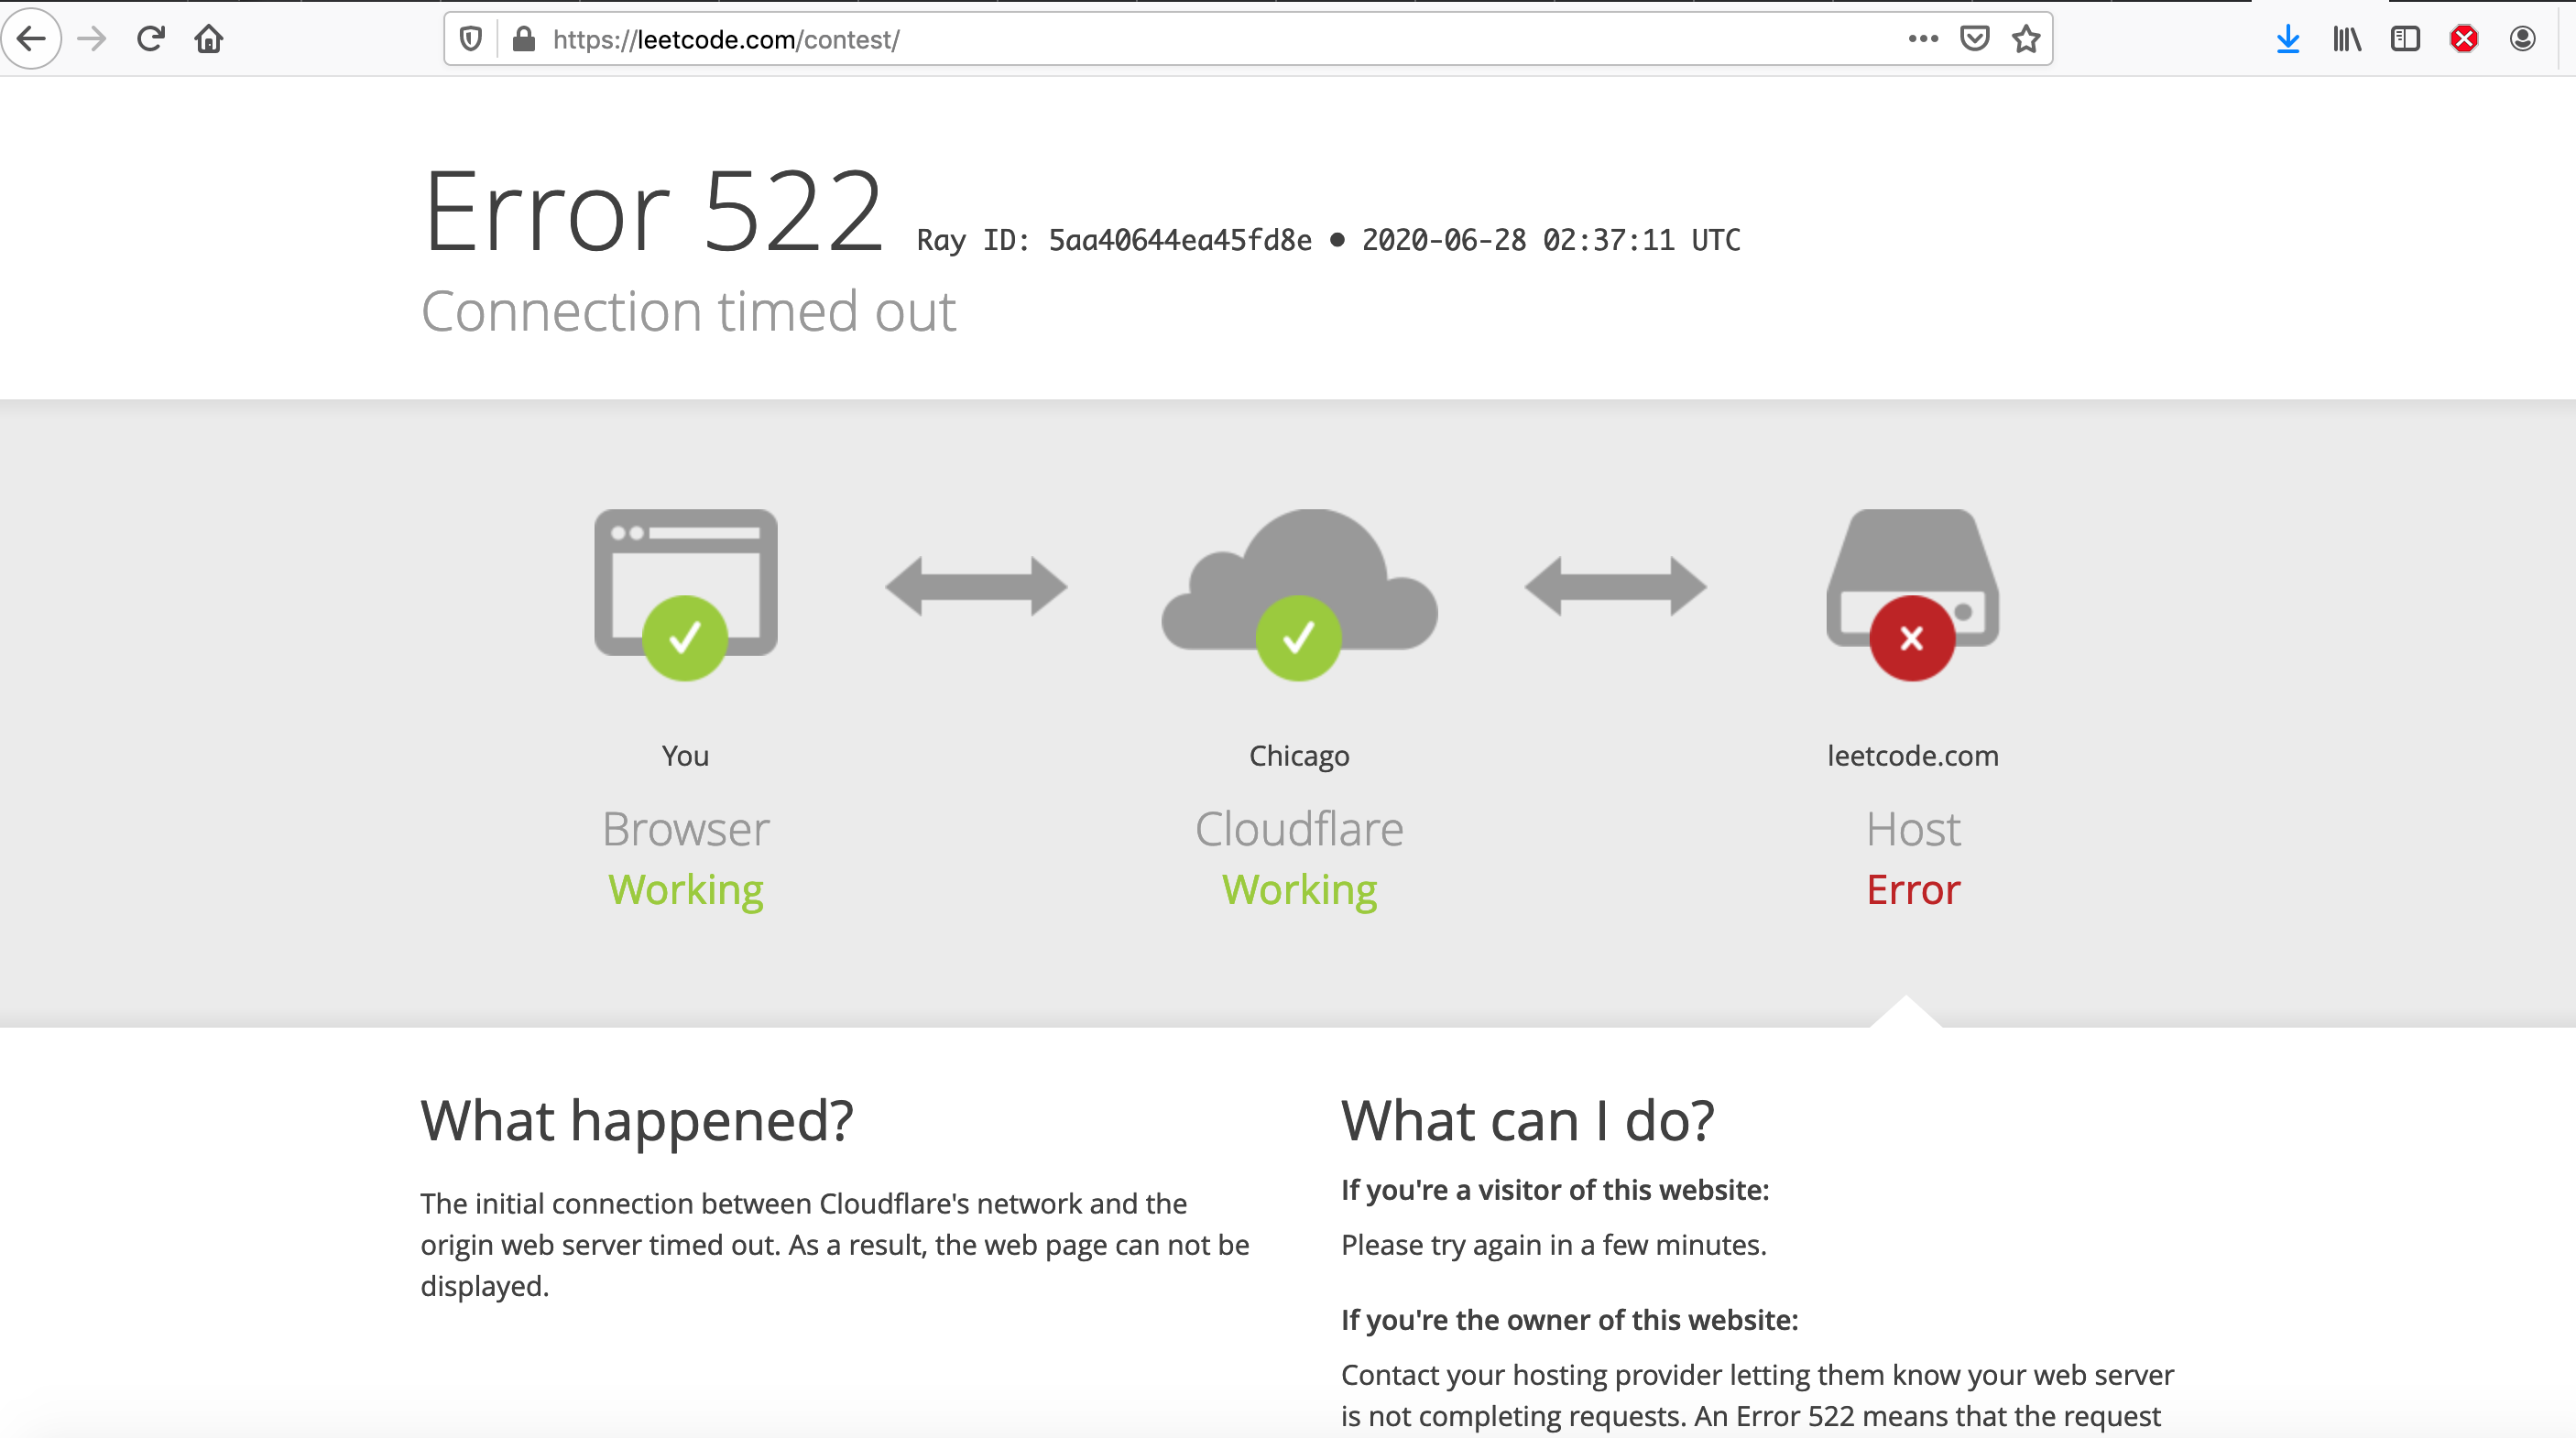 https://leetcode.com/contest/
Error 522 Ray ID: 5aa40644ea45fd8e • 2020-06-28 02:37:11 UTC
Connection timed out
You
Browser
Working
Chicago
Cloudflare
Working
leetcode.com
Host
Error
What happened?
The initial connection between Cloudflare's network and the
origin web server timed out. As a result, the web page can not be
displayed.
What can I do?
If you're a visitor of this website:
Please try again in a few minutes.
If you're the owner of this website:
Contact your hosting provider letting them know your web server
is not completing requests. An Error 522 means that the request